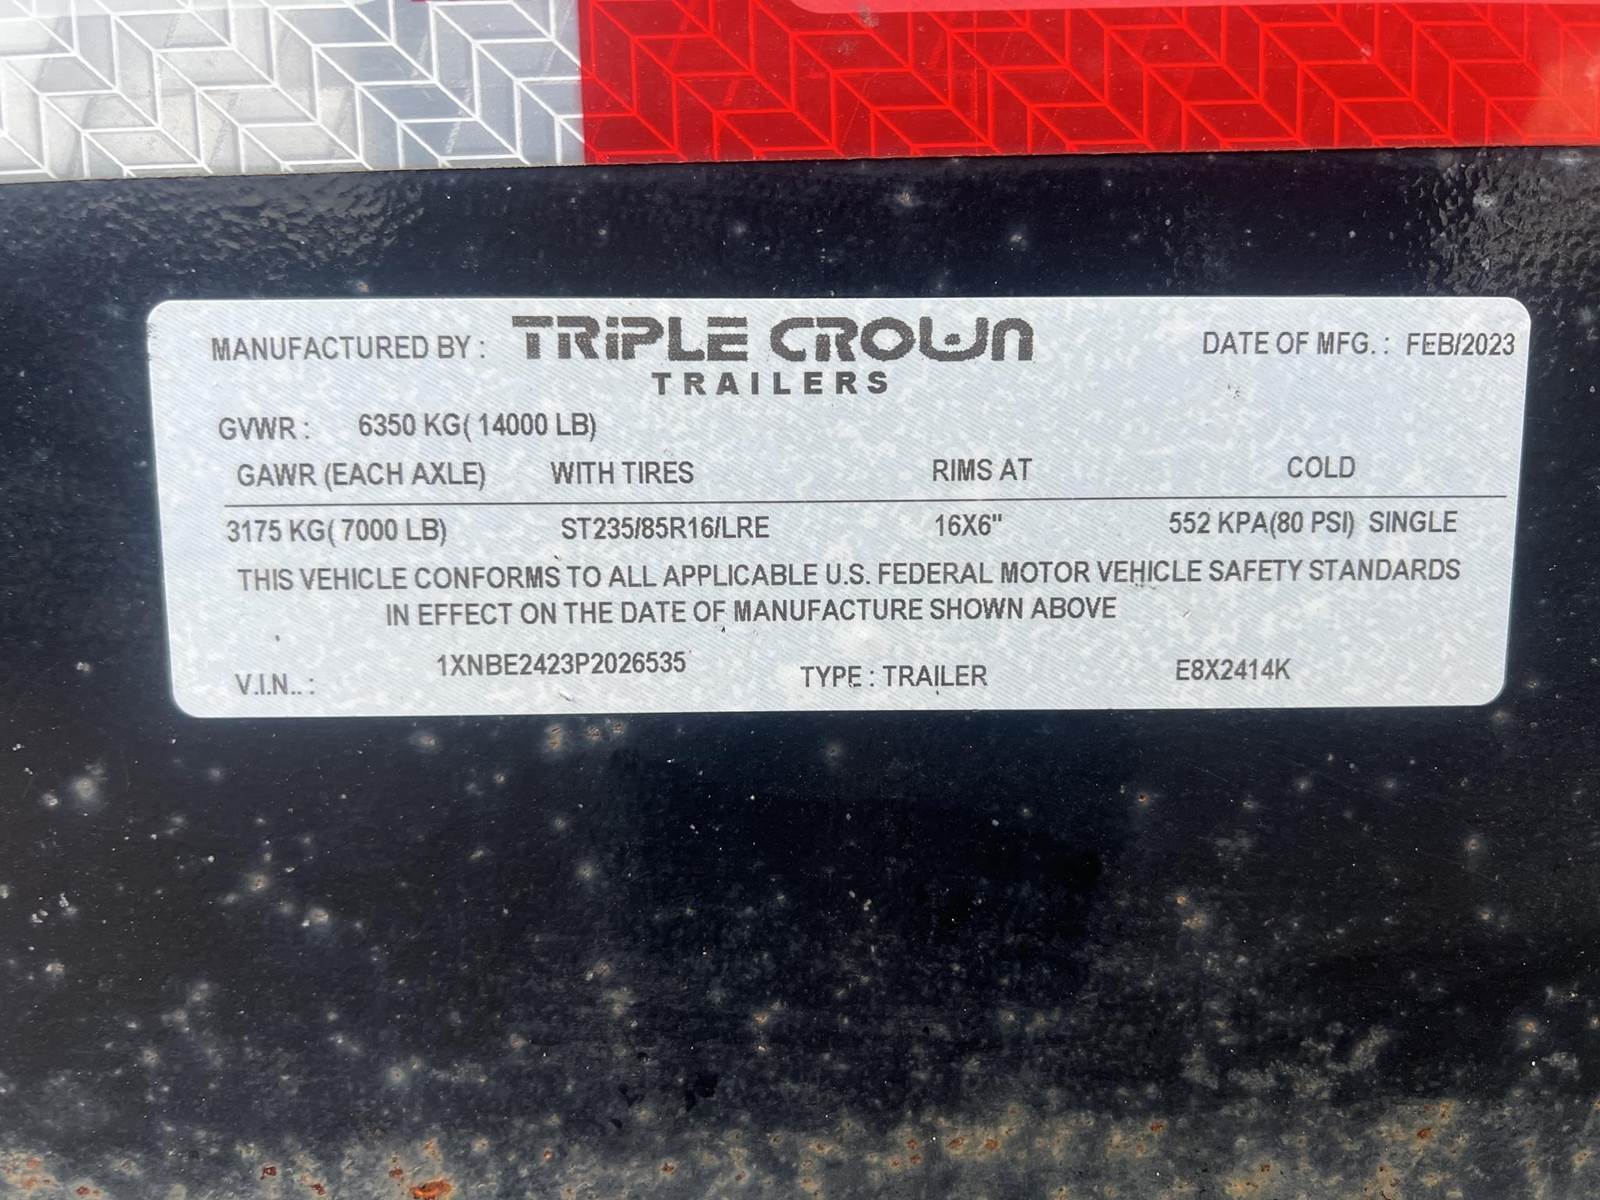 MANUFACTURED BY : TRIPLE CROWN DATE OF MFG. : FEB/2023
TRAILERS
GVWR : 6350 KG( 14000 LB)
GAWR (EACH AXLE) WITH TIRES RIMS AT COLD
3175 KG( 7000 LB) ST235/85R16/LRE 16X6" 552 KPA(80 PSI) SINGLE
THIS VEHICLE CONFORMS TO ALL APPLICABLE U.S. FEDERAL MOTOR VEHICLE SAFETY STANDARDS
IN EFFECT ON THE DATE OF MANUFACTURE SHOWN ABOVE
V.I.N.. : 1XNBE2423P2026535 TYPE : TRAILER E8X2414K